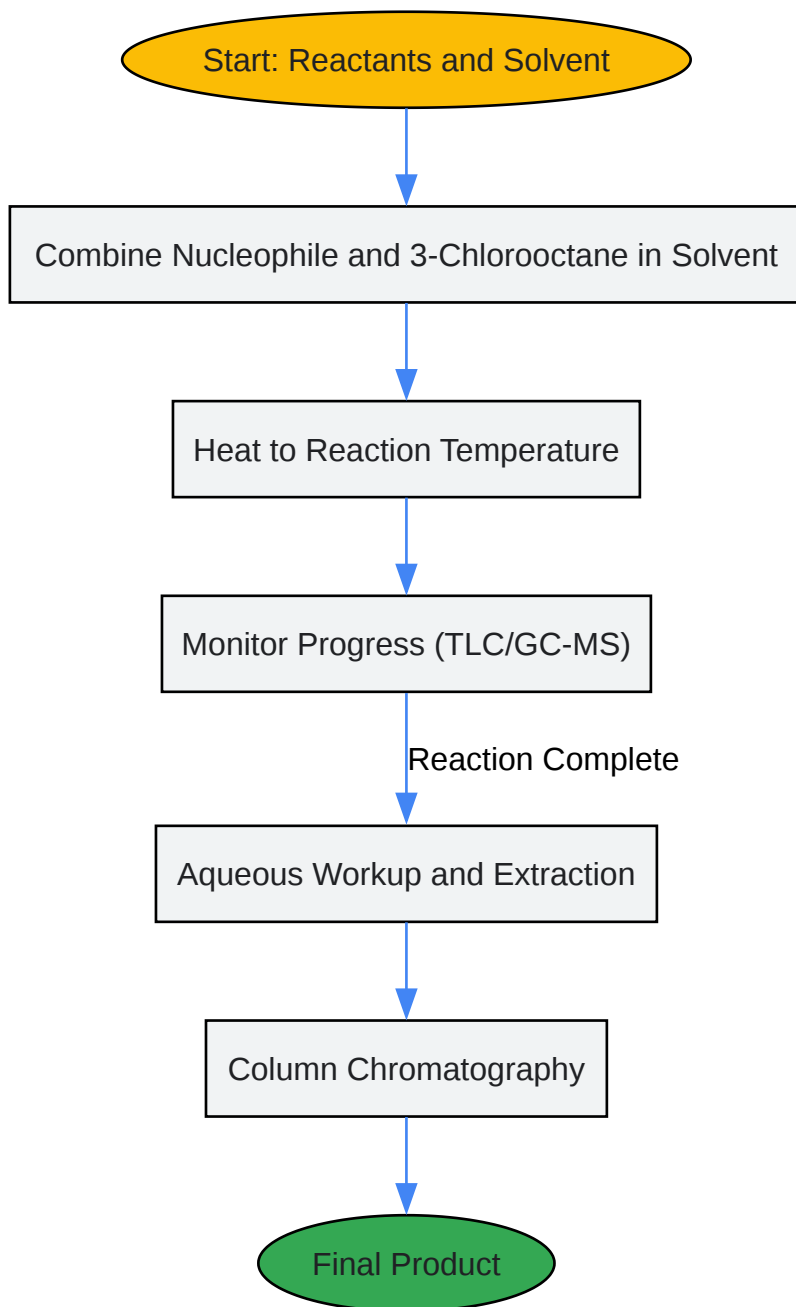 Start: Reactants and Solvent
Combine Nucleophile and 3-Chlorooctane in Solvent
Heat to Reaction Temperature
Monitor Progress (TLC/GC-MS)
Reaction Complete
Aqueous Workup and Extraction
Column Chromatography
Final Product